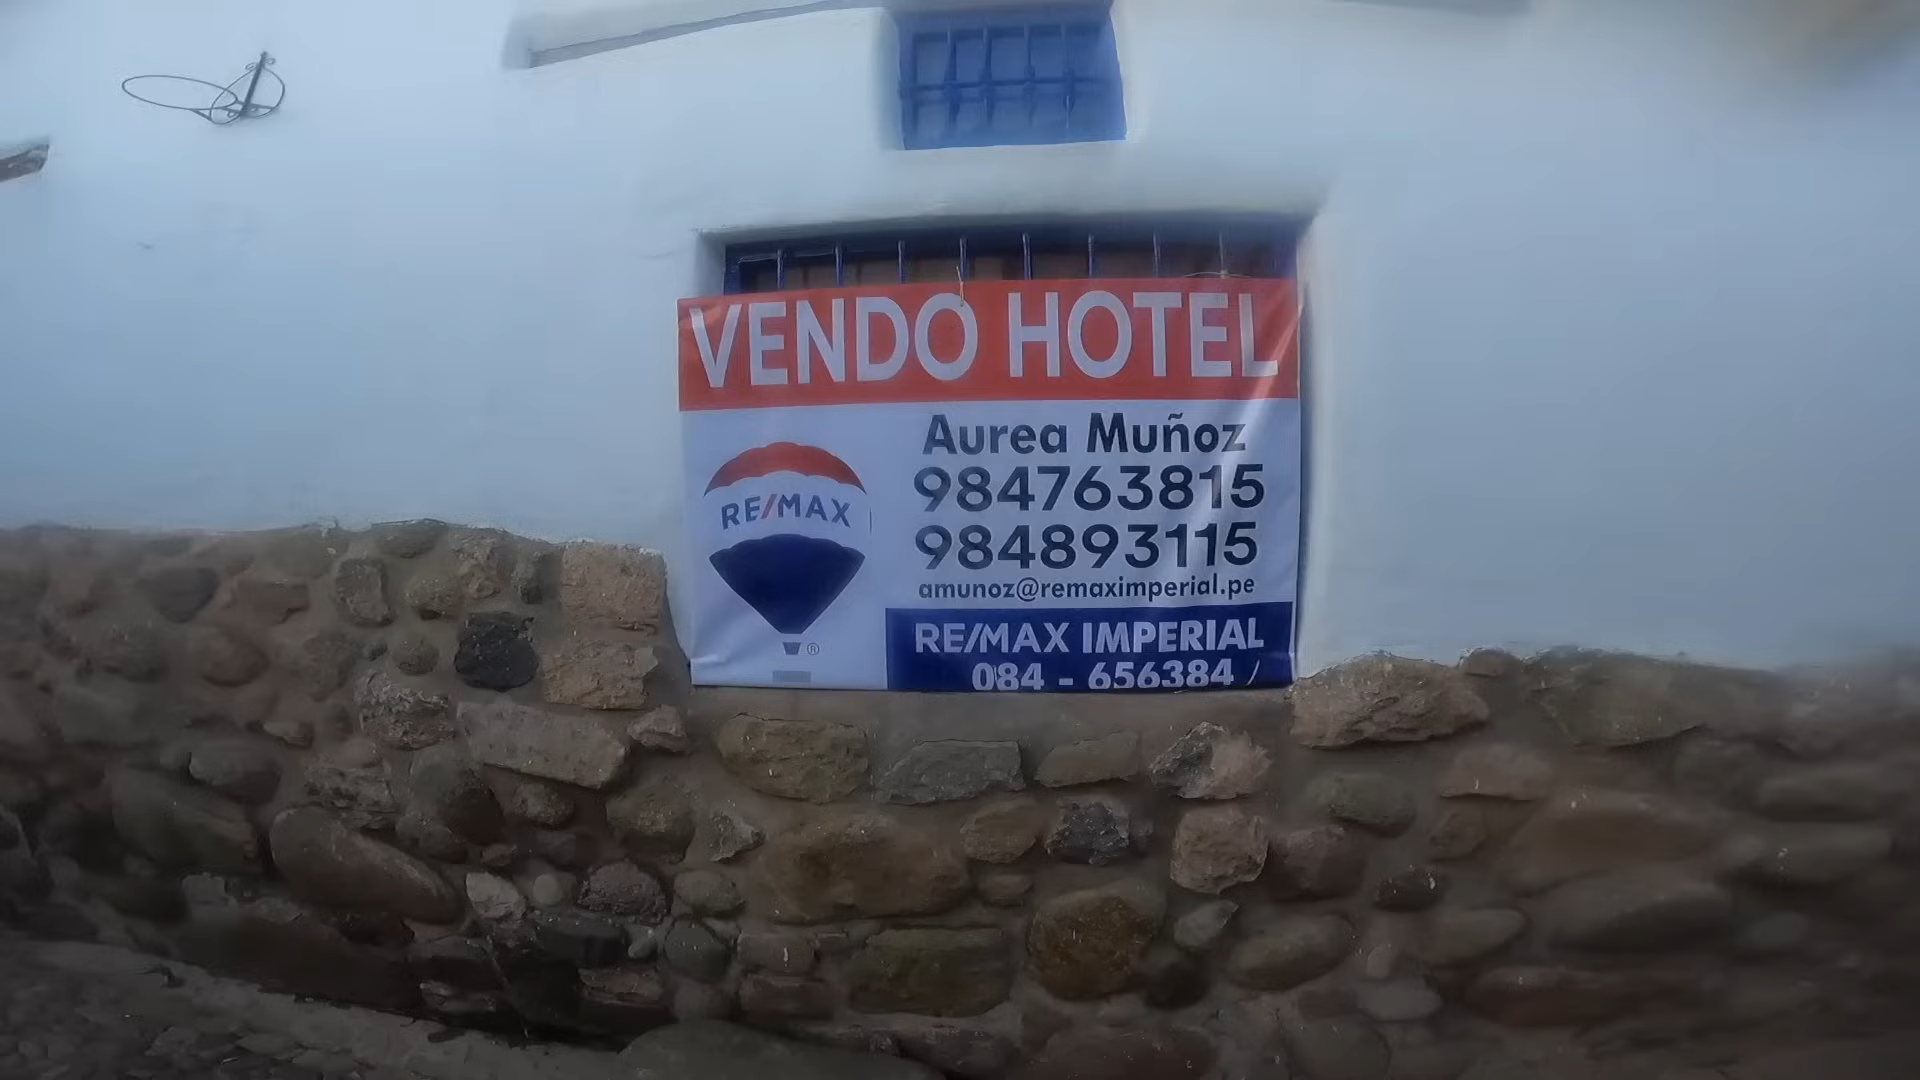 VENDO HOTEL
Aurea Muñoz
984763815
984893115
amunoz@remaximperial.pe
RE/MAX
®
RE/MAX IMPERIAL
084 - 656384 /